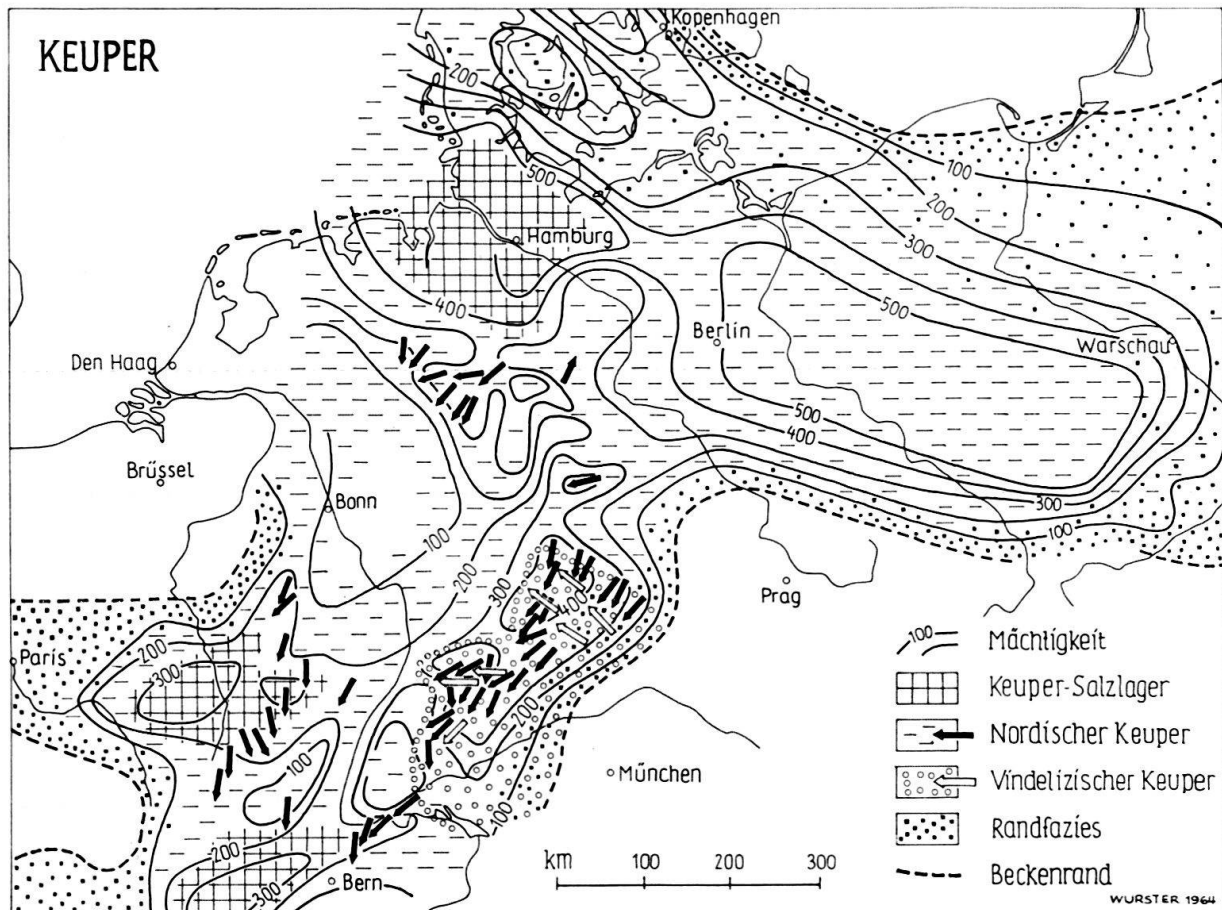 KEUPER
Kopenhagen
200
500
100
200
300
500
Hamburg
400
Berlin
Warschau
Den Haag
500
400
300
100
Brüssel
Bonn
100
200
300
400
Prag
Paris
200
300
200
200
100
München
100
200
300
Bern
100 Mächtigkeit
Keuper-Salzlager
Nordischer Keuper
Vindelizischer Keuper
Randfazies
Beckenrand
km 100 200 300
WURSTER 1964